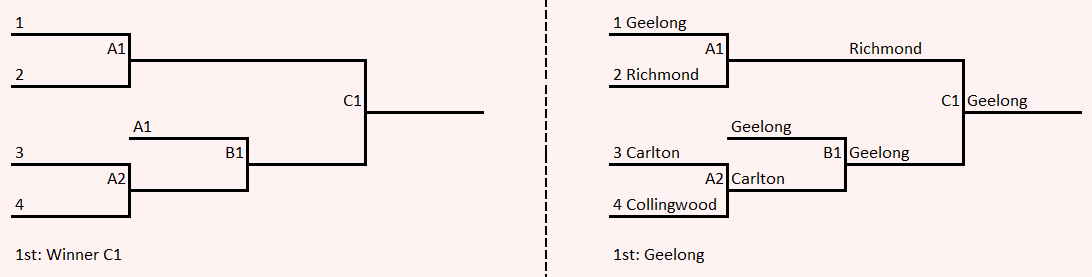 1
A1
2
C1
A1
3
B1
A2
4
1st: Winner C1
1 Geelong
A1
Richmond
2 Richmond
C1
Geelong
Geelong
3 Carlton
B1
Geelong
A2
Carlton
4 Collingwood
1st: Geelong